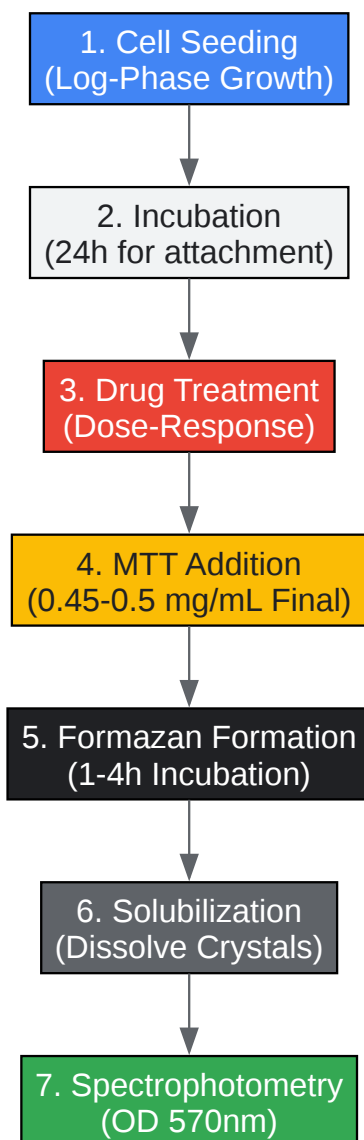 1. Cell Seeding
(Log-Phase Growth)
2. Incubation
(24h for attachment)
3. Drug Treatment
(Dose-Response)
4. MTT Addition
(0.45-0.5 mg/mL Final)
5. Formazan Formation
(1-4h Incubation)
6. Solubilization
(Dissolve Crystals)
7. Spectrophotometry
(OD 570nm)